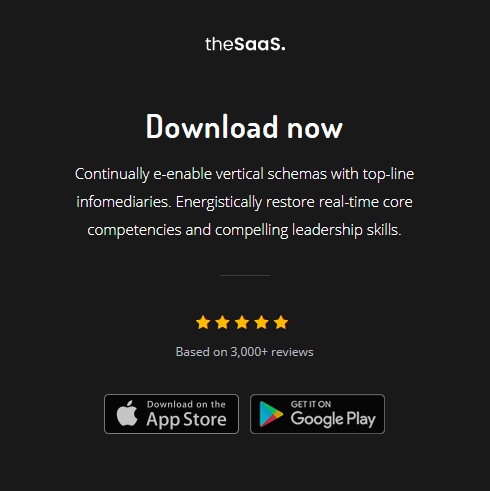 theSaaS.
Download now
Continually e-enable vertical schemas with top-line
infomediaries. Energistically restore real-time core
competencies and compelling leadership skills.
Based on 3,000+ reviews
Download on the
App Store
GET IT ON
Google Play